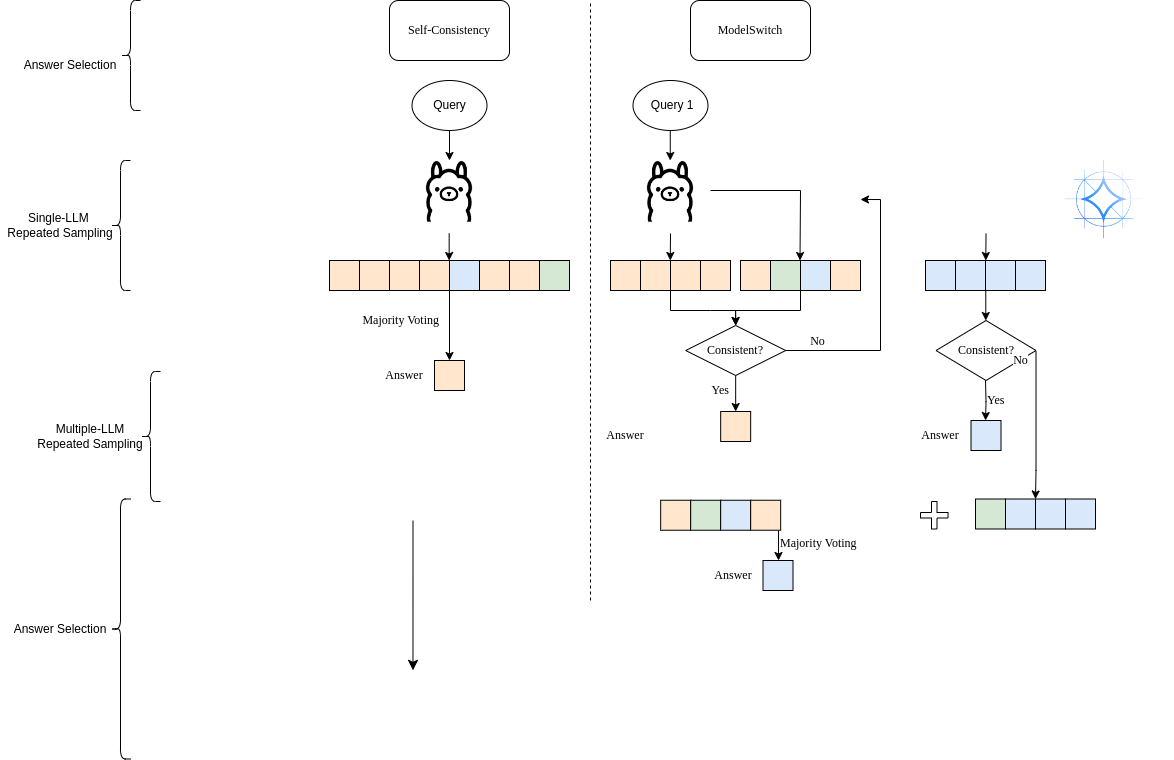 Self-Consistency
ModelSwitch
Answer Selection
Query
Query 1
Single-LLM
Repeated Sampling
Majority Voting
Answer
Consistent?
No
Yes
Answer
Consistent?
No
Yes
Answer
Multiple-LLM
Repeated Sampling
Majority Voting
Answer
Answer Selection